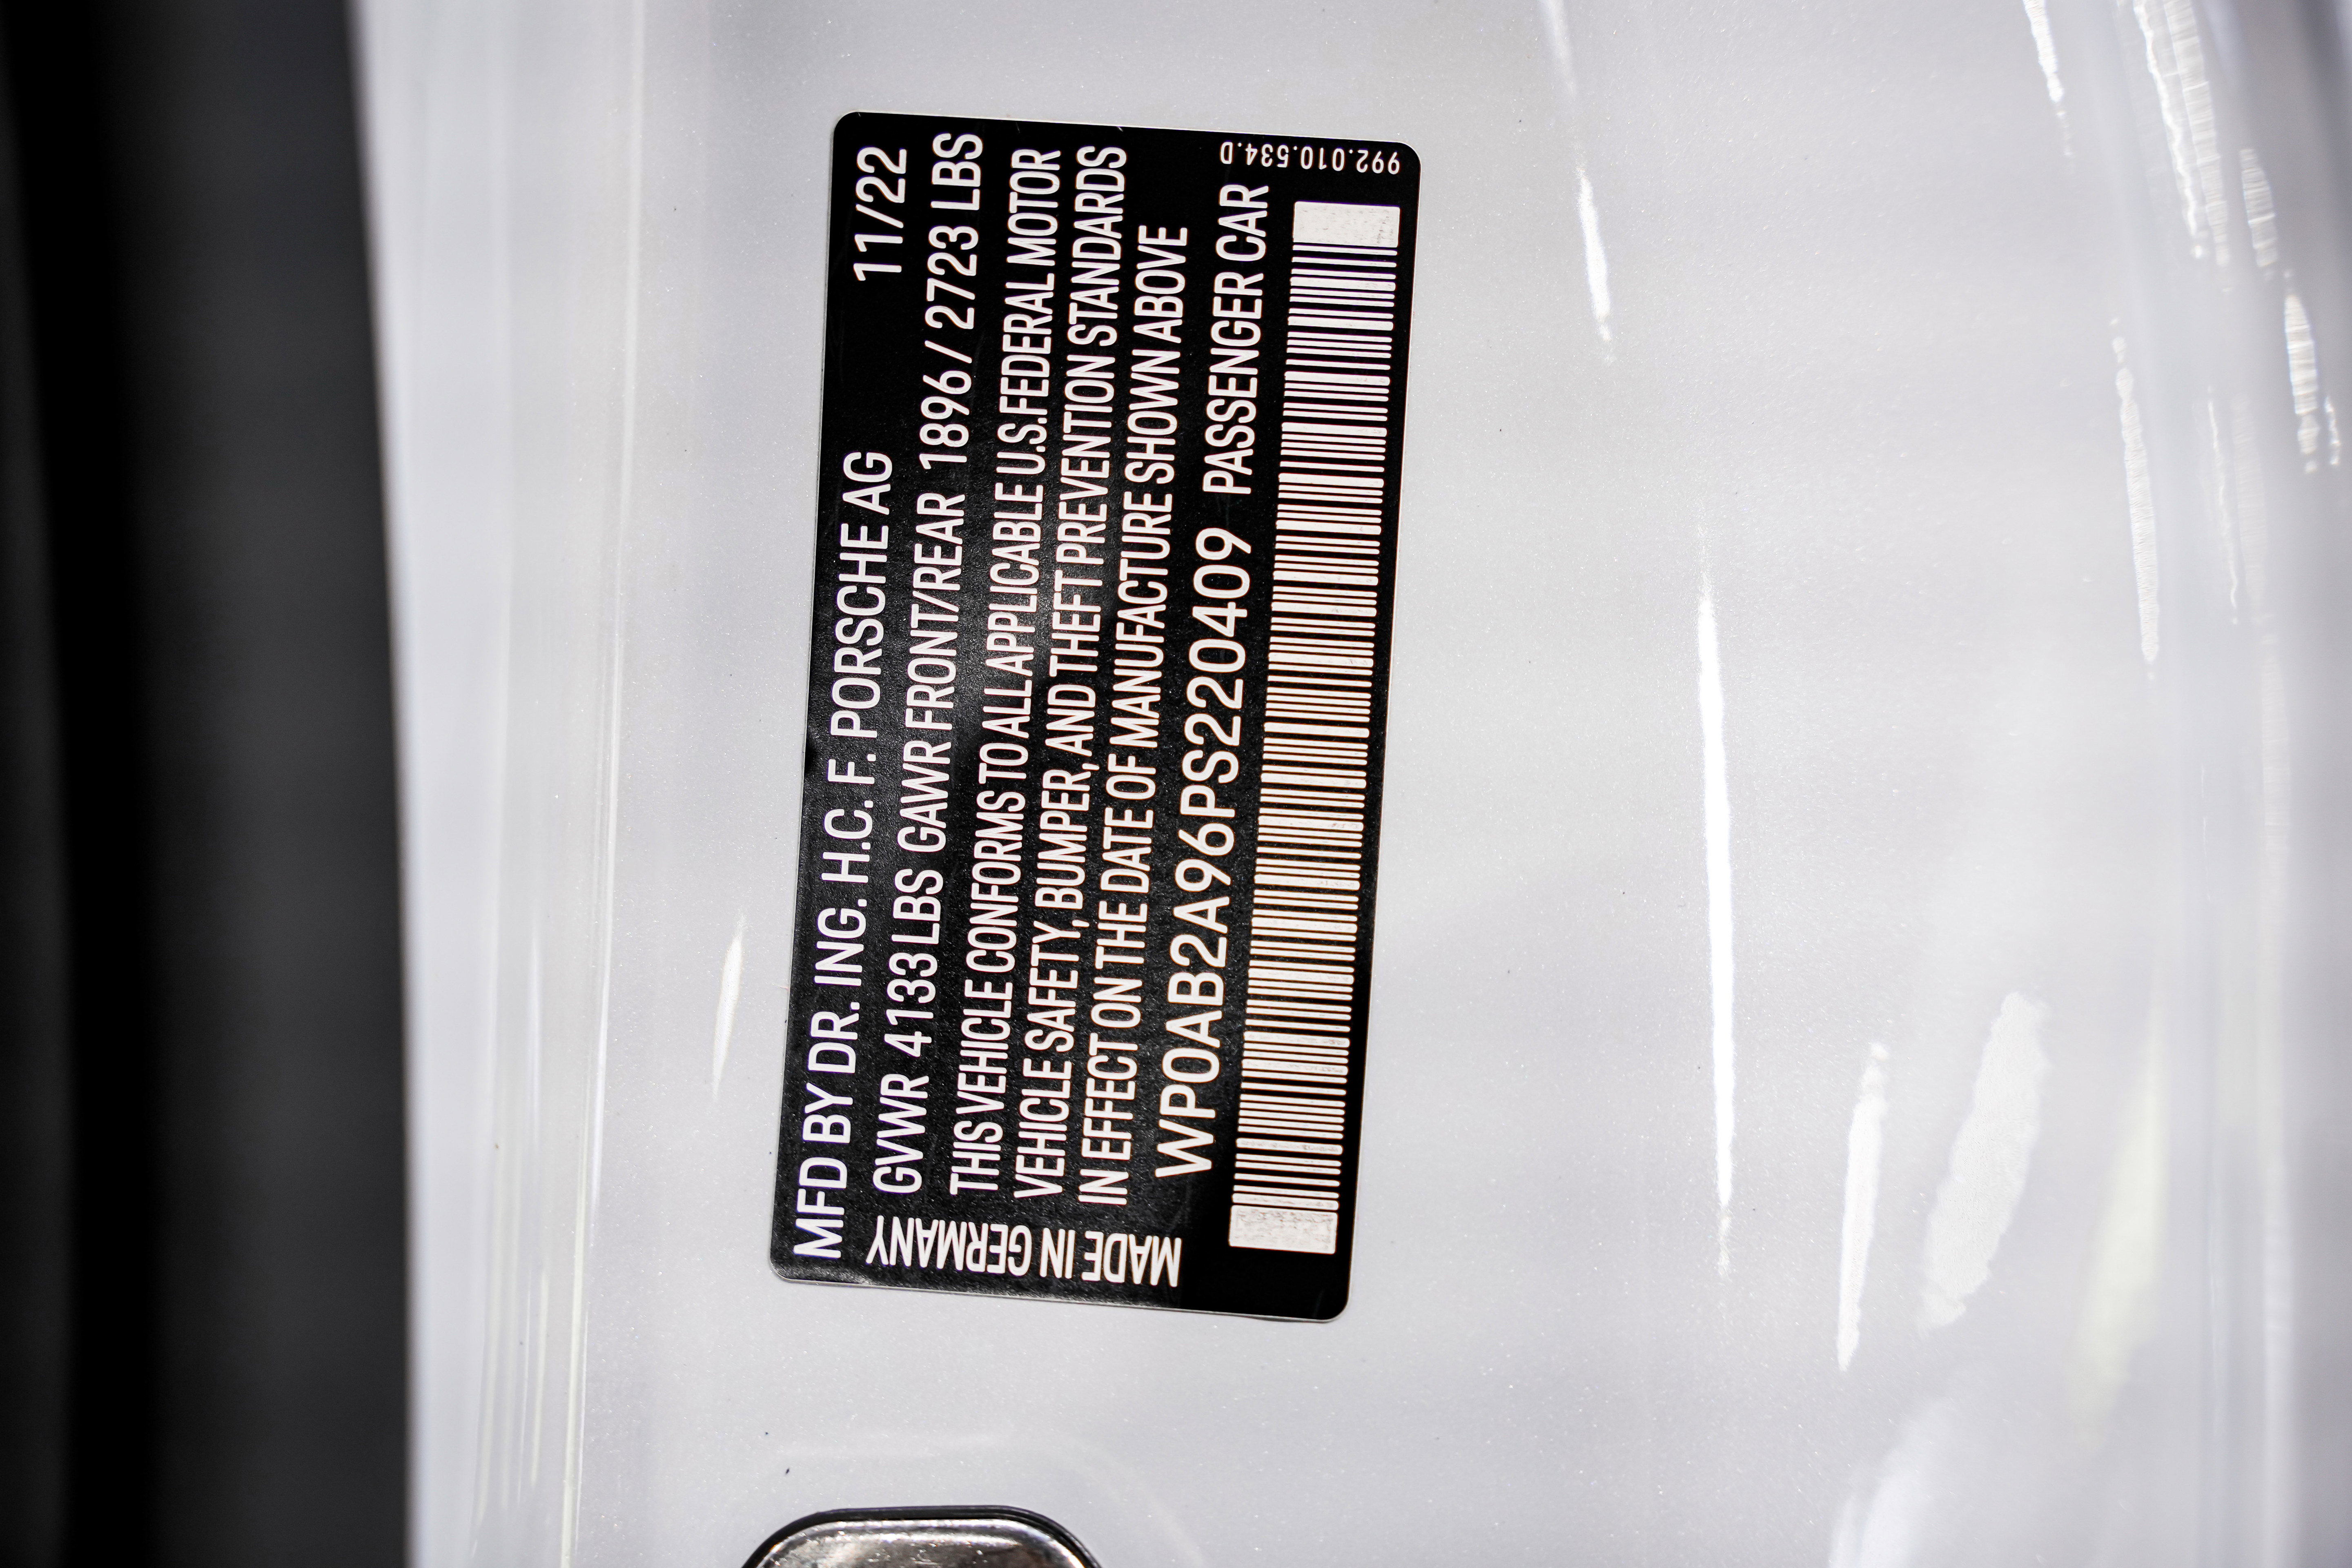 MFD BY DR. ING. H.C. F. PORSCHE AG 11/22
GVWR 4133 LBS GAWR FRONT/REAR 1896 / 2723 LBS
THIS VEHICLE CONFORMS TO ALL APPLICABLE U.S. FEDERAL MOTOR
VEHICLE SAFETY, BUMPER, AND THEFT PREVENTION STANDARDS
IN EFFECT ON THE DATE OF MANUFACTURE SHOWN ABOVE
WP0AB2A96PS220409 PASSENGER CAR
MADE IN GERMANY
992.010.534.D